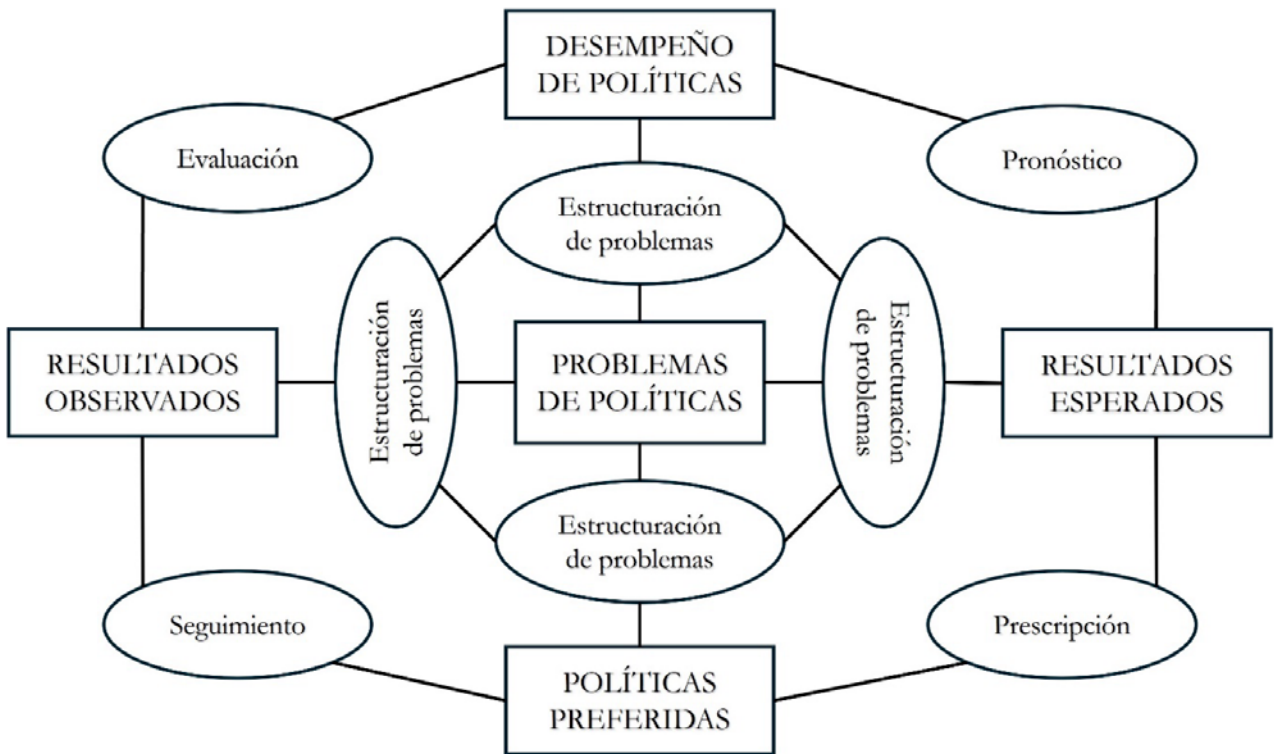 DESEMPEÑO
DE POLÍTICAS
Evaluación
Pronóstico
Estructuración
de problemas
Estructuración
de problemas
Estructuración
de problemas
RESULTADOS
OBSERVADOS
PROBLEMAS
DE POLÍTICAS
RESULTADOS
ESPERADOS
Estructuración
de problemas
Seguimiento
Prescripción
POLÍTICAS
PREFERIDAS